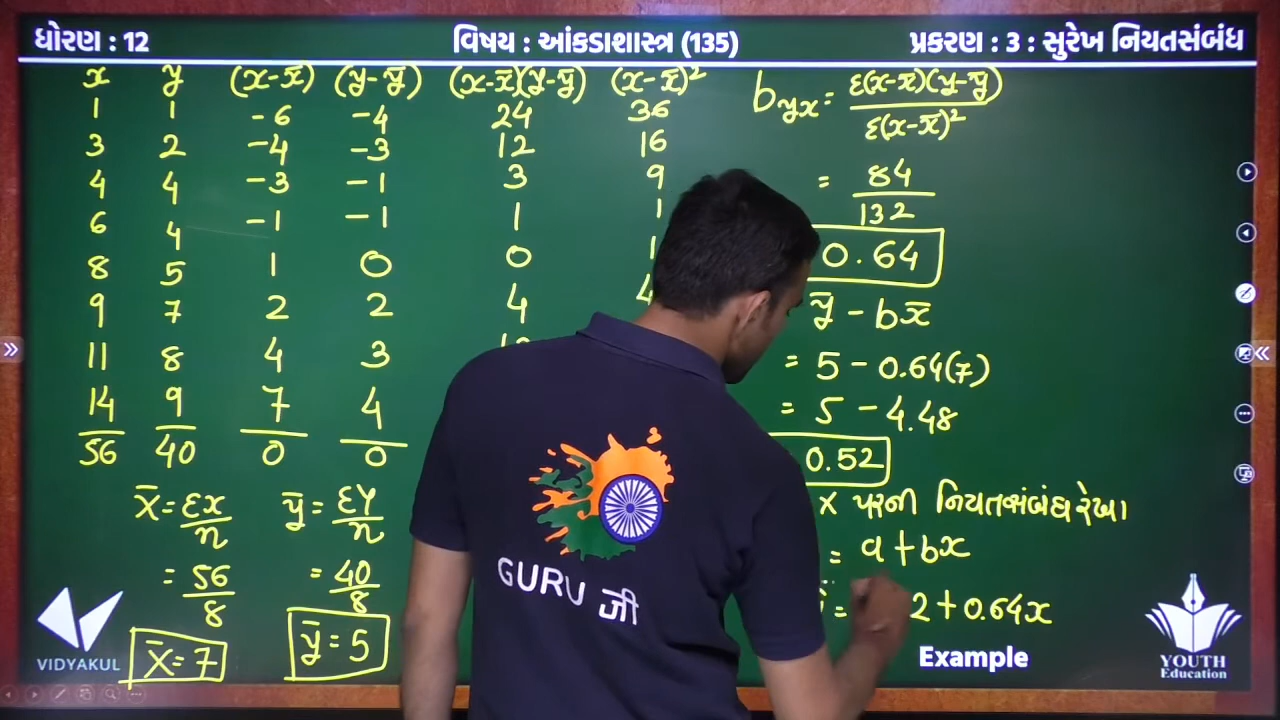 ધોરણ : 12 વિષય : આંકડાશાસ્ત્ર (135) પ્રકરણ : 3 : સુરેખ નિયતસંબંધ
x y (x-x̄) (y-ȳ) (x-x̄)(y-ȳ) (x-x̄)²
1 1 -6 -4 24 36
3 2 -4 -3 12 16
4 4 -3 -1 3 9
6 4 -1 -1 1 1
8 5 1 0 0 1
9 7 2 2 4 4
11 8 4 3
14 9 7 4
56 40 0 0
x̄ = Σx/n
= 56/8
x̄ = 7
ȳ = Σy/n
= 40/8
ȳ = 5
byx = Σ(x-x̄)(y-ȳ)/Σ(x-x̄)²
= 84/132
0.64
ȳ - bx̄
= 5 - 0.64(7)
= 5 - 4.48
0.52
x પરની નિયતસંબંધ રેખા
= a + bx
= 2 + 0.64x
Example
GURU जी
VIDYAKUL
YOUTH
Education